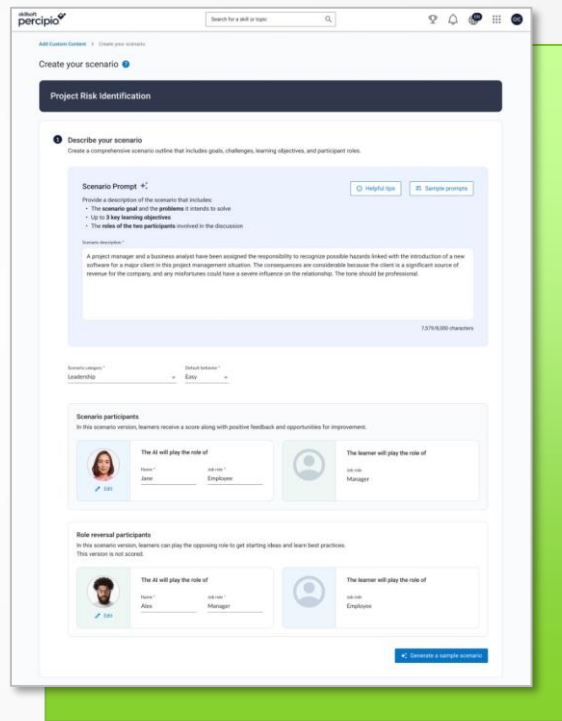 skillsoft
percipio
Search for a skill or topic
Add Custom Content > Create your scenario
Create your scenario
Project Risk Identification
1 Describe your scenario
Create a comprehensive scenario outline that includes goals, challenges, learning objectives, and participant roles.
Scenario Prompt
Helpful tips
Sample prompts
Provide a description of the scenario that includes:
• The scenario goal and the problems it intends to solve
• Up to 3 key learning objectives
• The roles of the two participants involved in the discussion
Scenario description *
A project manager and a business analyst have been assigned the responsibility to recognize possible hazards linked with the introduction of a new
software for a major client in this project management situation. The consequences are considerable because the client is a significant source of
revenue for the company, and any misfortunes could have a severe influence on the relationship. The tone should be professional.
7,579/8,000 characters
Scenario category *
Default behavior *
Leadership
Easy
Scenario participants
In this scenario version, learners receive a score along with positive feedback and opportunities for improvement.
The AI will play the role of
The learner will play the role of
Name *
Job role *
Job role
Jane
Employee
Manager
Edit
Role reversal participants
In this scenario version, learners can play the opposing role to get starting ideas and learn best practices.
This version is not scored.
The AI will play the role of
The learner will play the role of
Name *
Job role *
Job role
Alex
Manager
Employee
Edit
Generate a sample scenario